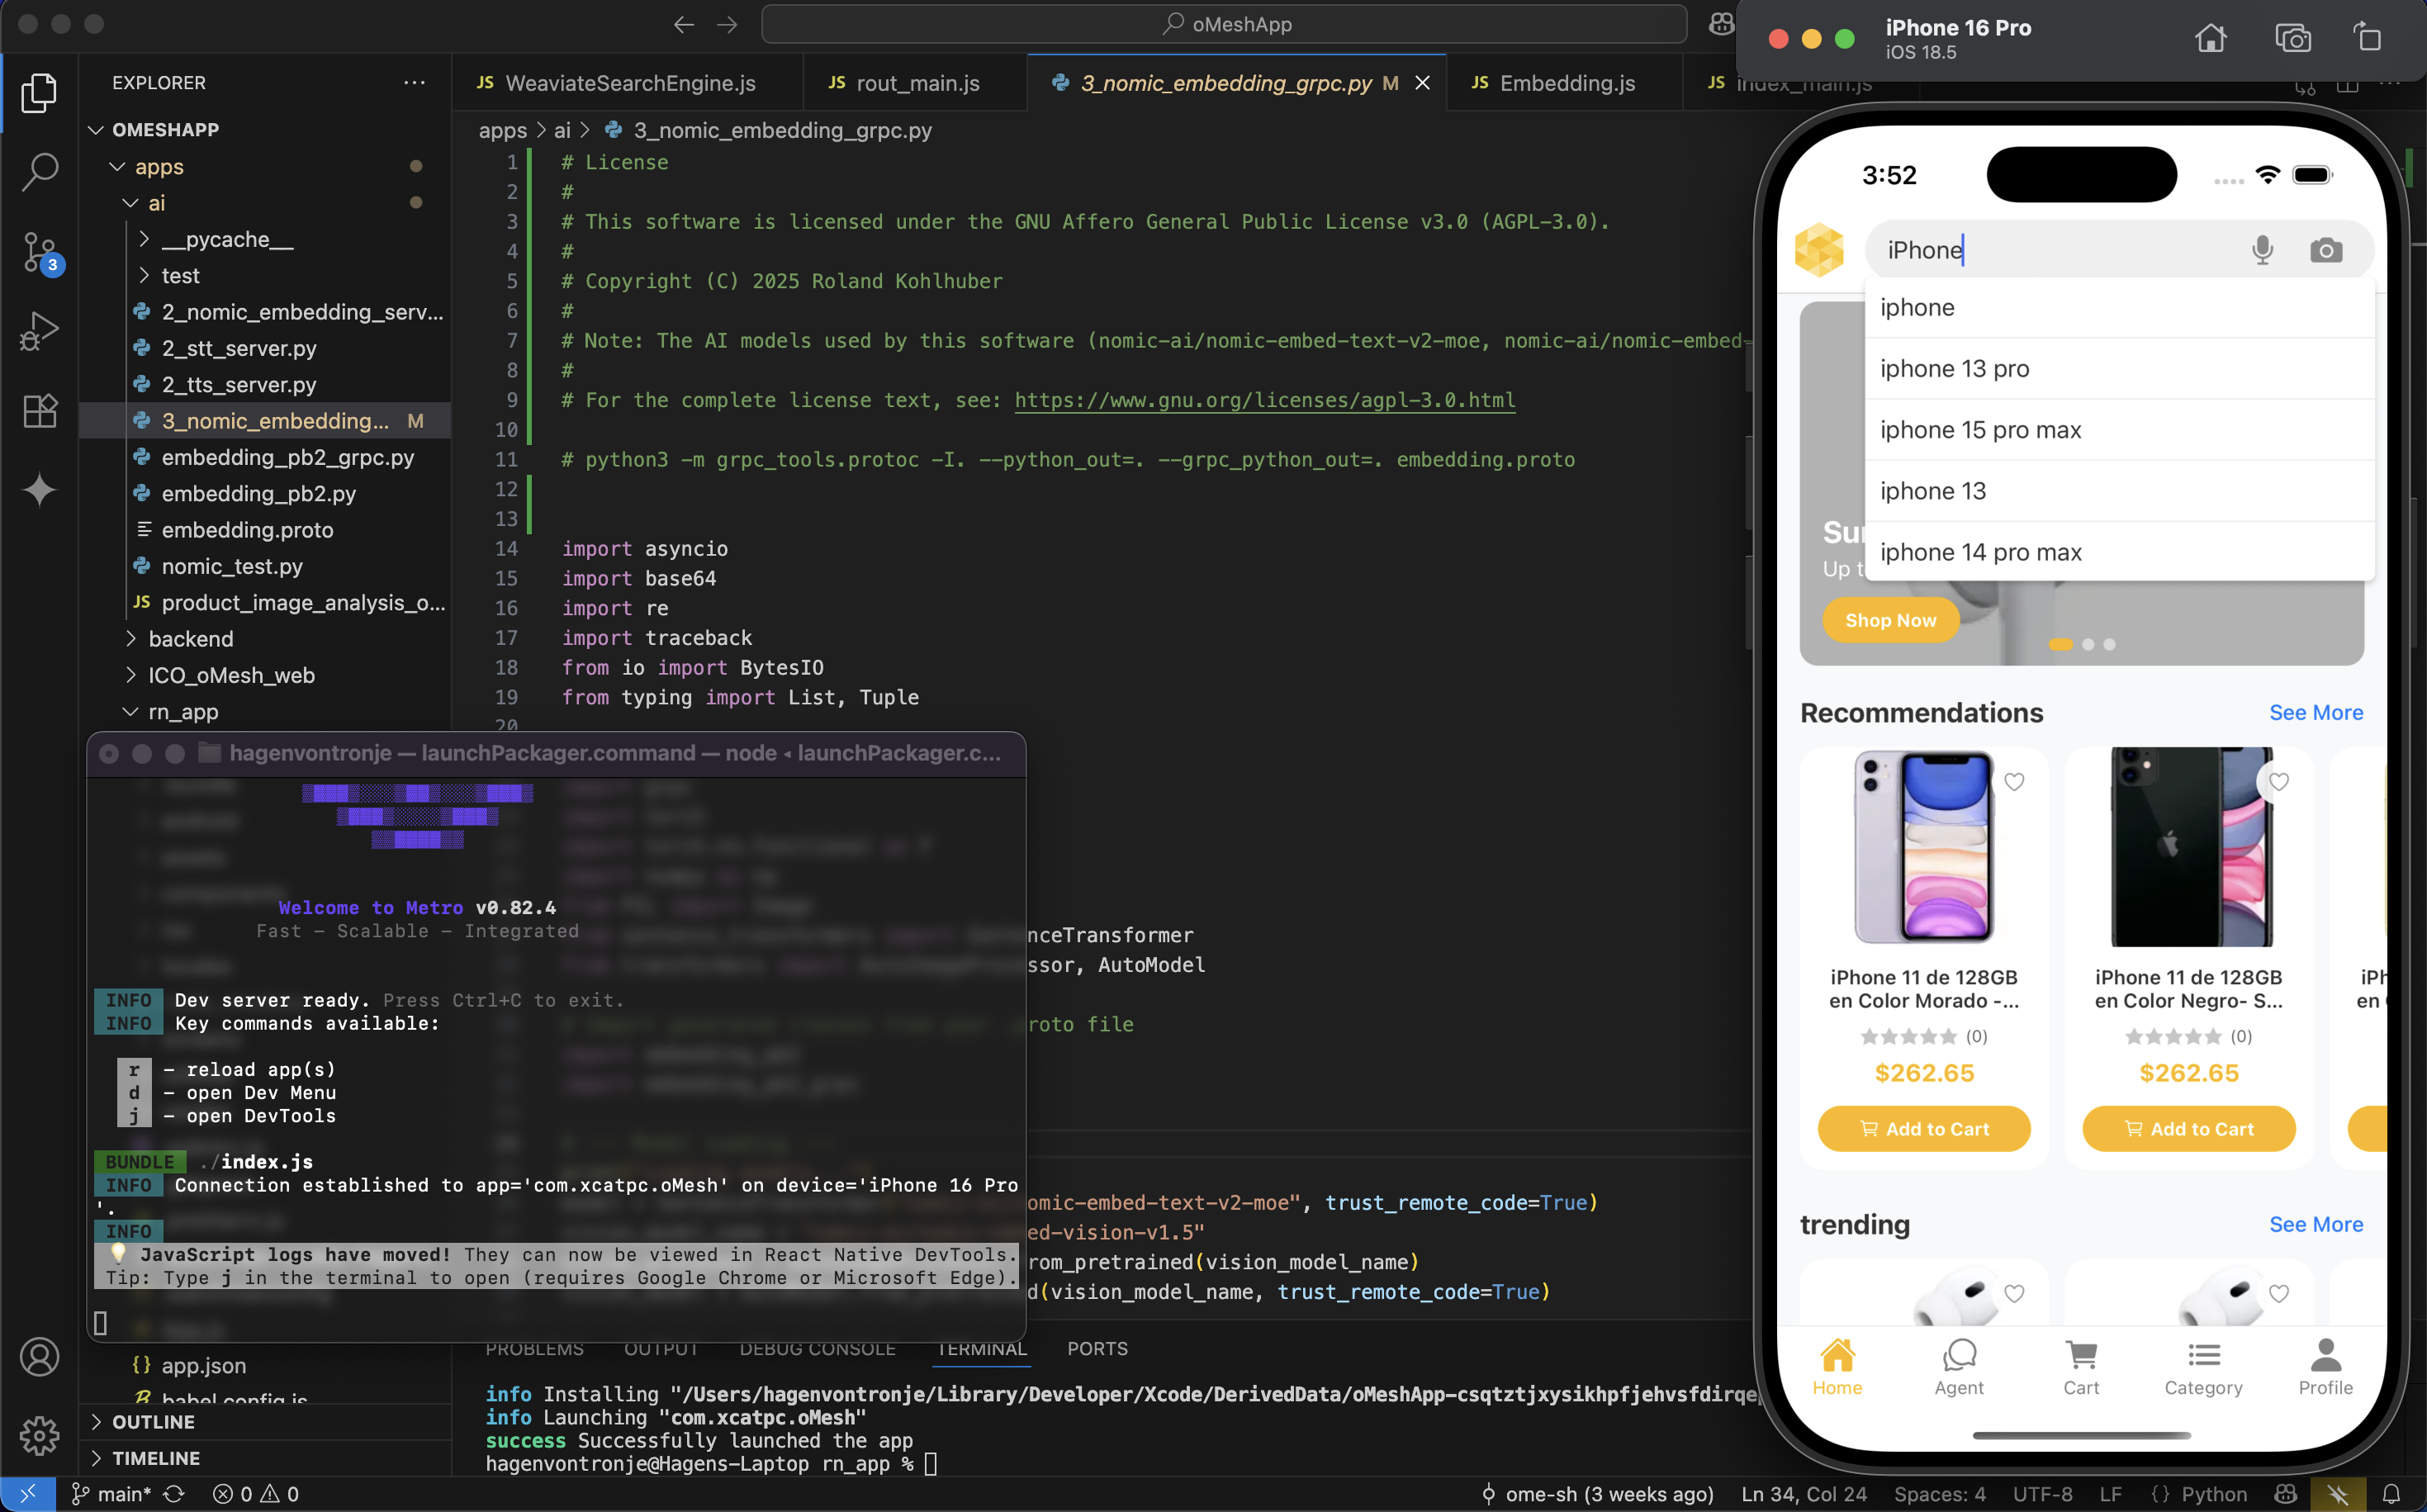 oMeshApp
EXPLORER
OMESHAPP
apps
ai
__pycache__
test
2_nomic_embedding_serv...
2_stt_server.py
2_tts_server.py
3_nomic_embedding... M
embedding_pb2_grpc.py
embedding_pb2.py
embedding.proto
nomic_test.py
JS product_image_analysis_o...
backend
ICO_oMesh_web
rn_app
{} app.json
babel.config.js
OUTLINE
TIMELINE
3
JS WeaviateSearchEngine.js
JS rout_main.js
3_nomic_embedding_grpc.py M
JS Embedding.js
JS index_main.js
apps > ai > 3_nomic_embedding_grpc.py
1 # License
2 #
3 # This software is licensed under the GNU Affero General Public License v3.0 (AGPL-3.0).
4 #
5 # Copyright (C) 2025 Roland Kohlhuber
6 #
7 # Note: The AI models used by this software (nomic-ai/nomic-embed-text-v2-moe, nomic-ai/nomic-embed-
8 #
9 # For the complete license text, see: https://www.gnu.org/licenses/agpl-3.0.html
10
11 # python3 -m grpc_tools.protoc -I. --python_out=. --grpc_python_out=. embedding.proto
12
13
14 import asyncio
15 import base64
16 import re
17 import traceback
18 from io import BytesIO
19 from typing import List, Tuple
20
nceTransformer
ssor, AutoModel
roto file
omic-embed-text-v2-moe", trust_remote_code=True)
ed-vision-v1.5"
rom_pretrained(vision_model_name)
d(vision_model_name, trust_remote_code=True)
hagenvontronje — launchPackager.command — node ◂ launchPackager.c...
Welcome to Metro v0.82.4
Fast - Scalable - Integrated
INFO Dev server ready. Press Ctrl+C to exit.
INFO Key commands available:
r - reload app(s)
d - open Dev Menu
j - open DevTools
BUNDLE ./index.js
INFO Connection established to app='com.xcatpc.oMesh' on device='iPhone 16 Pro
'.
INFO
💡 JavaScript logs have moved! They can now be viewed in React Native DevTools.
Tip: Type j in the terminal to open (requires Google Chrome or Microsoft Edge).
PROBLEMS OUTPUT DEBUG CONSOLE TERMINAL PORTS
info Installing "/Users/hagenvontronje/Library/Developer/Xcode/DerivedData/oMeshApp-csqtztjxysikhpfjehvsfdirqe
info Launching "com.xcatpc.oMesh"
success Successfully launched the app
hagenvontronje@Hagens-Laptop rn_app %
main* 0 0
ome-sh (3 weeks ago) Ln 34, Col 24 Spaces: 4 UTF-8 LF {} Python
iPhone 16 Pro
iOS 18.5
3:52
iPhone
iphone
iphone 13 pro
iphone 15 pro max
iphone 13
iphone 14 pro max
Su
Up t
Shop Now
Recommendations See More
iPhone 11 de 128GB
en Color Morado -...
(0)
$262.65
Add to Cart
iPhone 11 de 128GB
en Color Negro- S...
(0)
$262.65
Add to Cart
iPh
en
trending See More
Home Agent Cart Category Profile